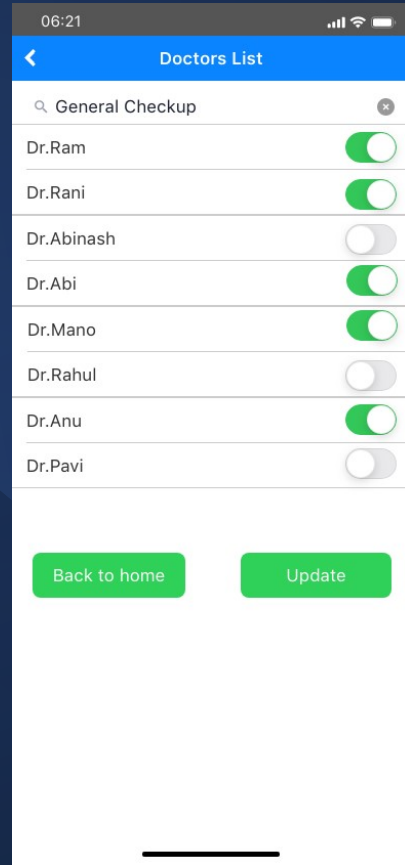 06:21
Doctors List
General Checkup
Dr.Ram
Dr.Rani
Dr.Abinash
Dr.Abi
Dr.Mano
Dr.Rahul
Dr.Anu
Dr.Pavi
Back to home Update